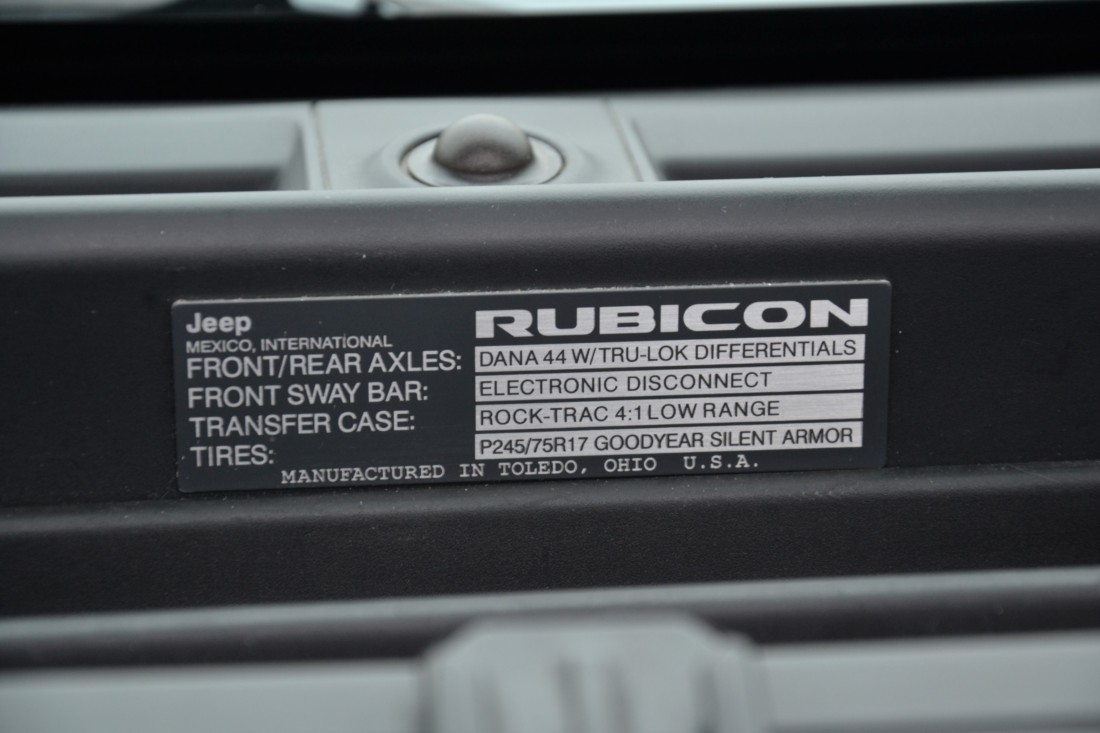 Jeep RUBICON
MEXICO, INTERNATIONAL
FRONT/REAR AXLES: DANA 44 W/TRU-LOK DIFFERENTIALS
FRONT SWAY BAR: ELECTRONIC DISCONNECT
TRANSFER CASE: ROCK-TRAC 4:1 LOW RANGE
TIRES: P245/75R17 GOODYEAR SILENT ARMOR
MANUFACTURED IN TOLEDO, OHIO U.S.A.